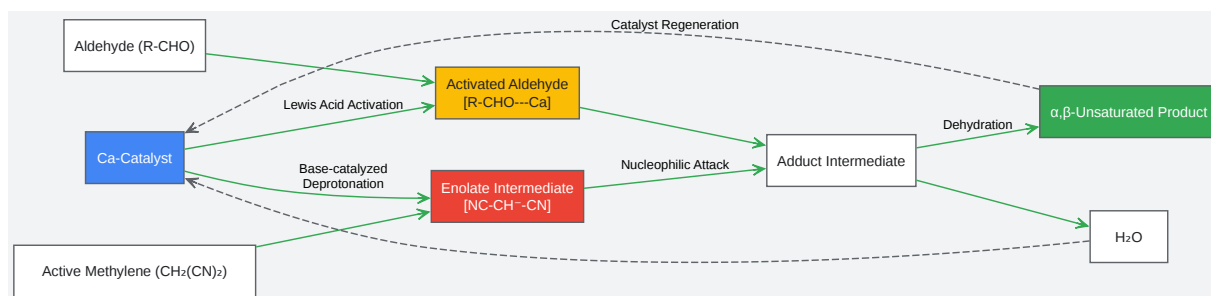 Catalyst Regeneration
Aldehyde (R-CHO)
Activated Aldehyde
[R-CHO---Ca]
Lewis Acid Activation
α,β-Unsaturated Product
Dehydration
Ca-Catalyst
Adduct Intermediate
Base-catalyzed
Deprotonation
Nucleophilic Attack
Enolate Intermediate
[NC-CH⁻-CN]
H₂O
Active Methylene (CH₂(CN)₂)